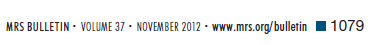 MRS BULLETIN • VOLUME 37 • NOVEMBER 2012 • www.mrs.org/bulletin ■ 1079